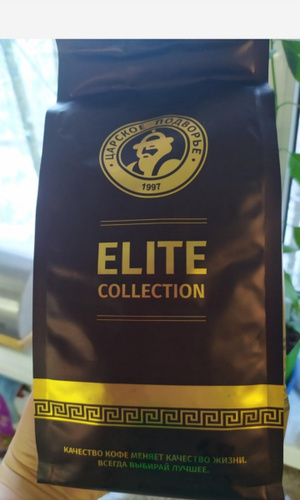 • ЦАРСКОЕ ПОДВОРЬЕ •
1997
ELITE
COLLECTION
КАЧЕСТВО КОФЕ МЕНЯЕТ КАЧЕСТВО ЖИЗНИ.
ВСЕГДА ВЫБИРАЙ ЛУЧШЕЕ.